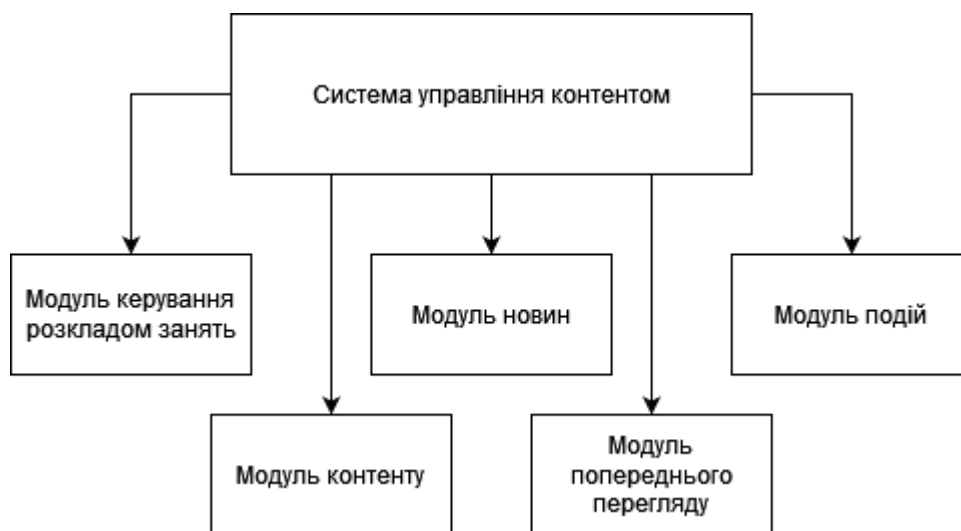 Система управління контентом
Модуль керування
розкладом занять
Модуль новин
Модуль подій
Модуль контенту
Модуль
попереднього
перегляду